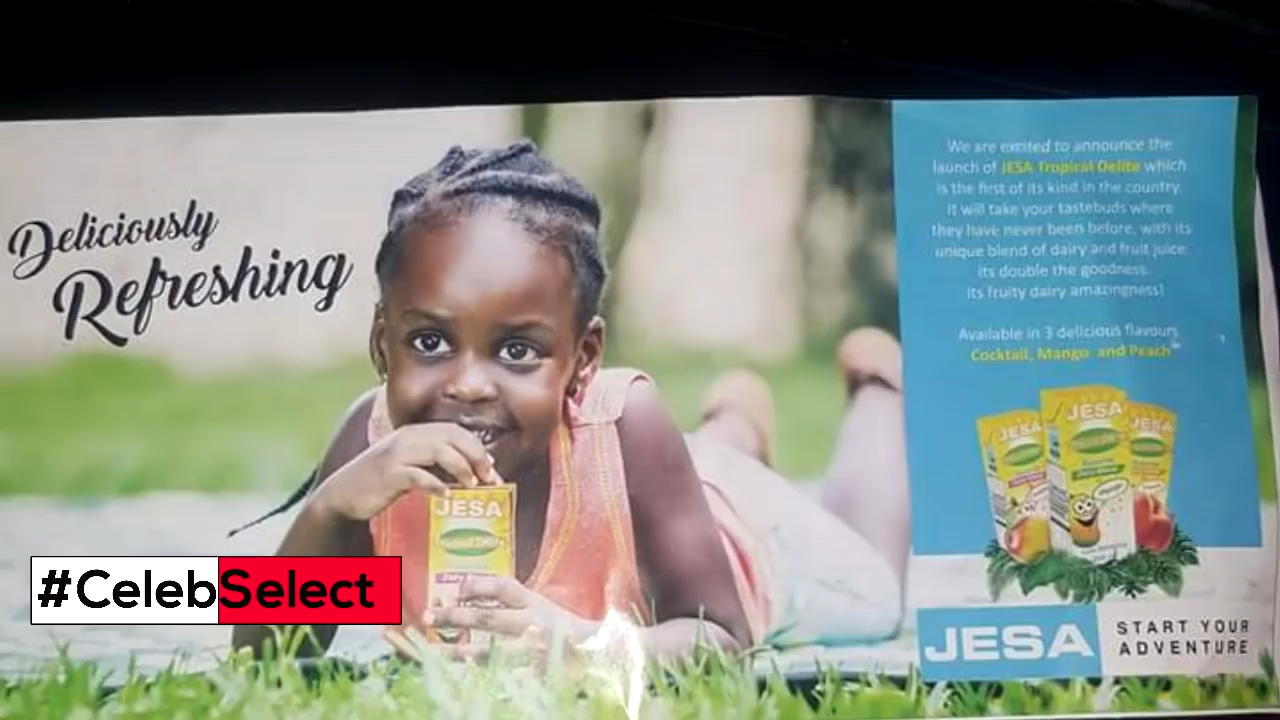 Deliciously
Refreshing
We are excited to announce the
launch of JESA Tropical Delite which
is the first of its kind in the country.
It will take your tastebuds where
they have never been before, with its
unique blend of dairy and fruit juice.
its double the goodness.
its fruity dairy amazingness!
Available in 3 delicious flavours
Cocktail, Mango and Peach
JESA
JESA
JESA
JESA
#CelebSelect
JESA
START YOUR
ADVENTURE